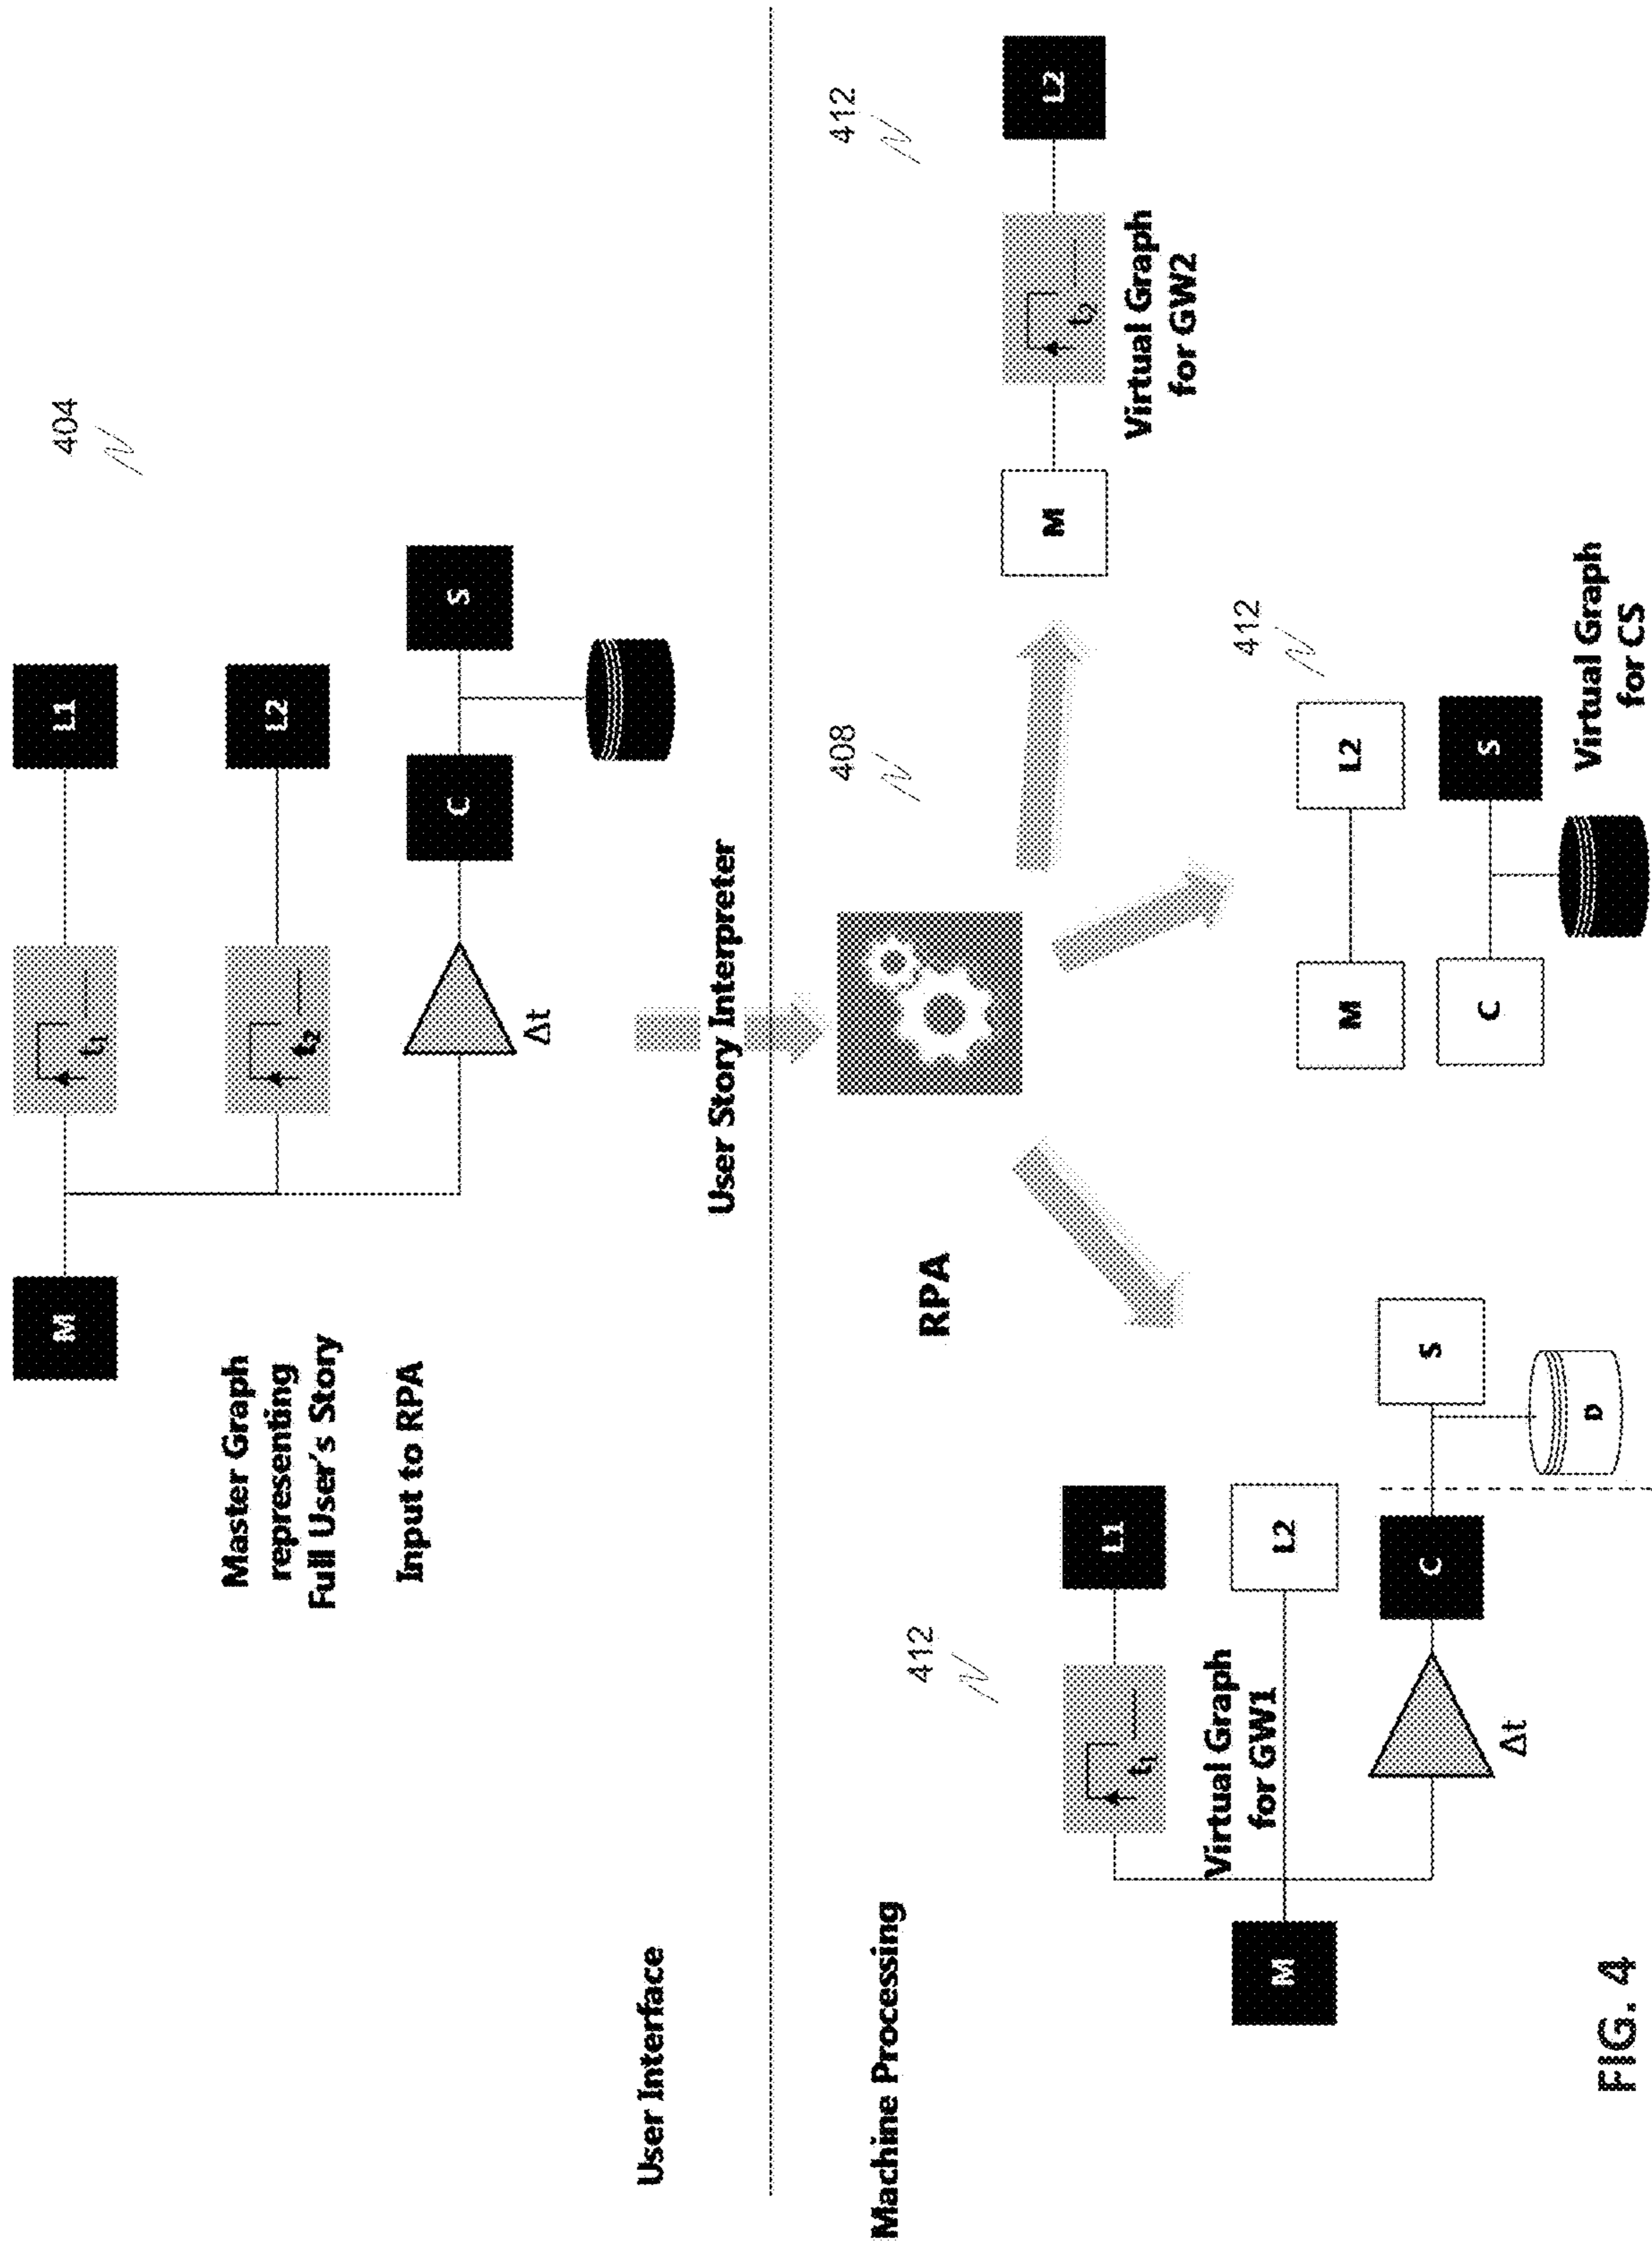 404
M
t₁
L1
t₂
L2
Δt
C
S
Master Graph
representing
Full User's Story
Input to RPA
User Interface
User Story Interpreter
Machine Processing
RPA
408
412
M
t₂
L2
Virtual Graph
for GW2
412
t₁
L1
Virtual Graph
for GW1
M
L2
Δt
C
S
D
412
M
L2
C
S
Virtual Graph
for CS
FIG. 4